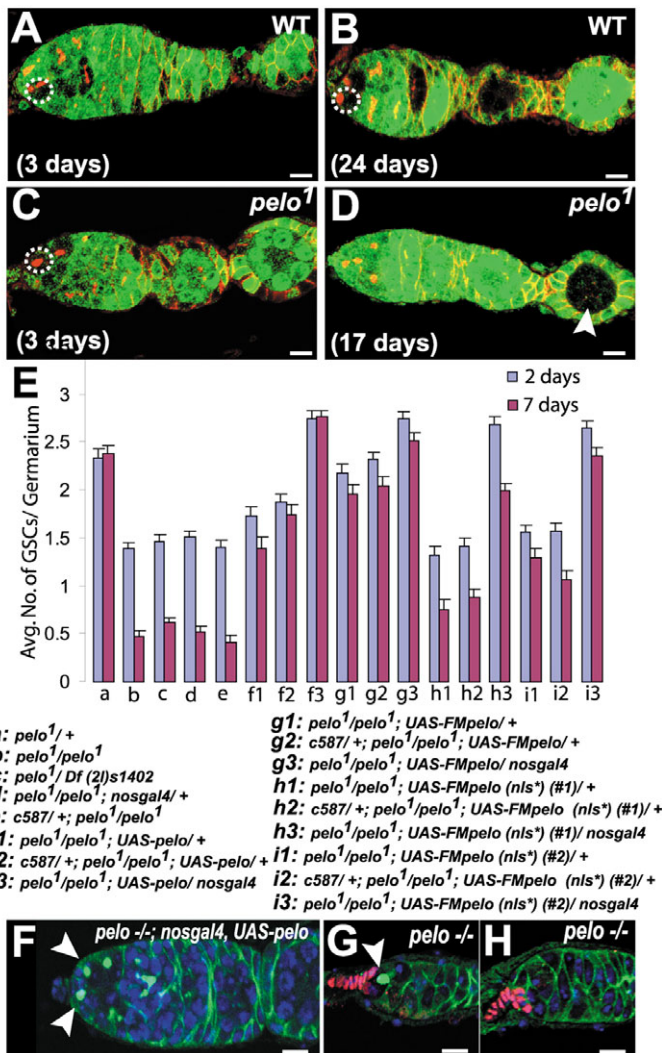 A WT
(3 days)
B WT
(24 days)
C pelo1
(3 days)
D pelo1
(17 days)
E
3
2.5
2
1.5
1
0.5
0
Avg. No.of GSCs/ Germarium
2 days
7 days
a b c d e f1 f2 f3 g1 g2 g3 h1 h2 h3 i1 i2 i3
: pelo1/ +
: pelo1/pelo1
: pelo1/ Df (2l)s1402
: pelo1/pelo1; nosgal4/ +
: c587/ +; pelo1/pelo1
1: pelo1/pelo1; UAS-pelo/ +
2: c587/ +; pelo1/pelo1; UAS-pelo/ +
3: pelo1/pelo1; UAS-pelo/ nosgal4
g1: pelo1/pelo1; UAS-FMpelo/ +
g2: c587/ +; pelo1/pelo1; UAS-FMpelo/ +
g3: pelo1/pelo1; UAS-FMpelo/ nosgal4
h1: pelo1/pelo1; UAS-FMpelo (nls*) (#1)/ +
h2: c587/ +; pelo1/pelo1; UAS-FMpelo (nls*) (#1)/ +
h3: pelo1/pelo1; UAS-FMpelo (nls*) (#1)/ nosgal4
i1: pelo1/pelo1; UAS-FMpelo (nls*) (#2)/ +
i2: c587/ +; pelo1/pelo1; UAS-FMpelo (nls*) (#2)/ +
i3: pelo1/pelo1; UAS-FMpelo (nls*) (#2)/ nosgal4
F pelo -/-; nosgal4, UAS-pelo
G pelo -/-
H pelo -/-